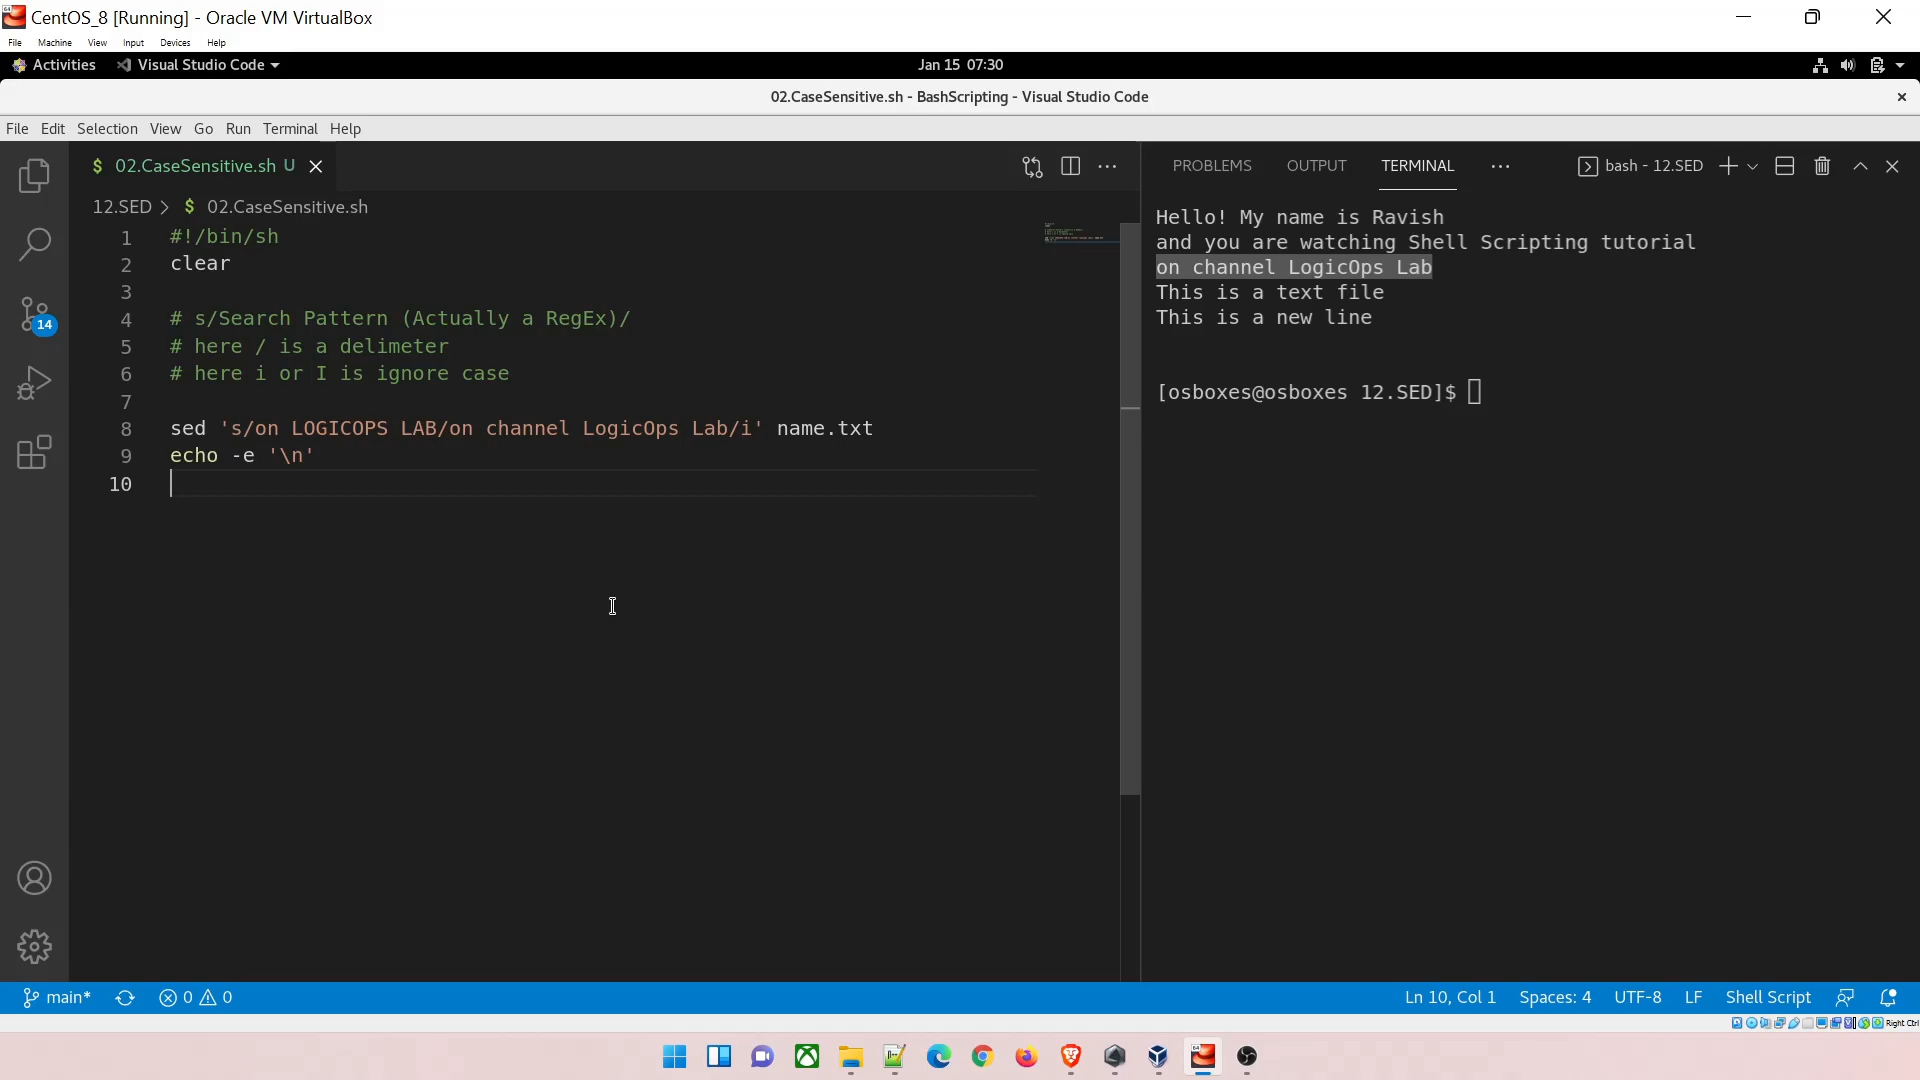 CentOS_8 [Running] - Oracle VM VirtualBox
File Machine View Input Devices Help
Activities Visual Studio Code Jan 15 07:30
02.CaseSensitive.sh - BashScripting - Visual Studio Code
File Edit Selection View Go Run Terminal Help
$ 02.CaseSensitive.sh U
12.SED > $ 02.CaseSensitive.sh
1 #!/bin/sh
2 clear
3
4 # s/Search Pattern (Actually a RegEx)/
5 # here / is a delimeter
6 # here i or I is ignore case
7
8 sed 's/on LOGICOPS LAB/on channel LogicOps Lab/i' name.txt
9 echo -e '\n'
10
14
PROBLEMS OUTPUT TERMINAL ··· bash - 12.SED
Hello! My name is Ravish
and you are watching Shell Scripting tutorial
on channel LogicOps Lab
This is a text file
This is a new line
[osboxes@osboxes 12.SED]$
main* 0 0 Ln 10, Col 1 Spaces: 4 UTF-8 LF Shell Script
Right Ctrl